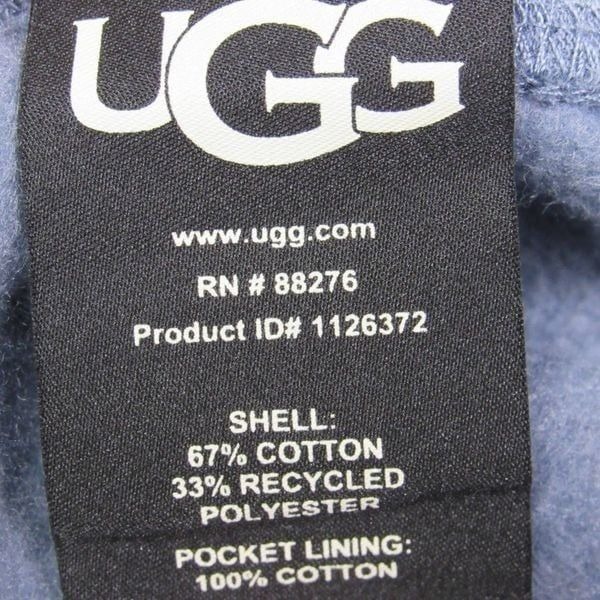 UGG
www.ugg.com
RN # 88276
Product ID# 1126372
SHELL:
67% COTTON
33% RECYCLED
POLYESTER
POCKET LINING:
100% COTTON